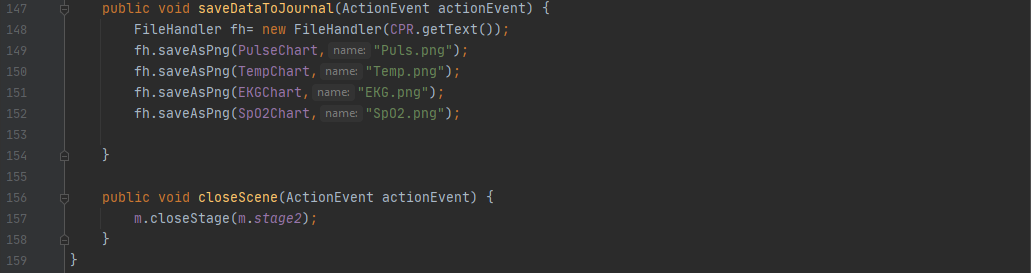 147 public void saveDataToJournal(ActionEvent actionEvent) {
148 FileHandler fh= new FileHandler(CPR.getText());
149 fh.saveAsPng(PulseChart, name: "Puls.png");
150 fh.saveAsPng(TempChart, name: "Temp.png");
151 fh.saveAsPng(EKGChart, name: "EKG.png");
152 fh.saveAsPng(SpO2Chart, name: "SpO2.png");
153
154 }
155
156 public void closeScene(ActionEvent actionEvent) {
157 m.closeStage(m.stage2);
158 }
159 }